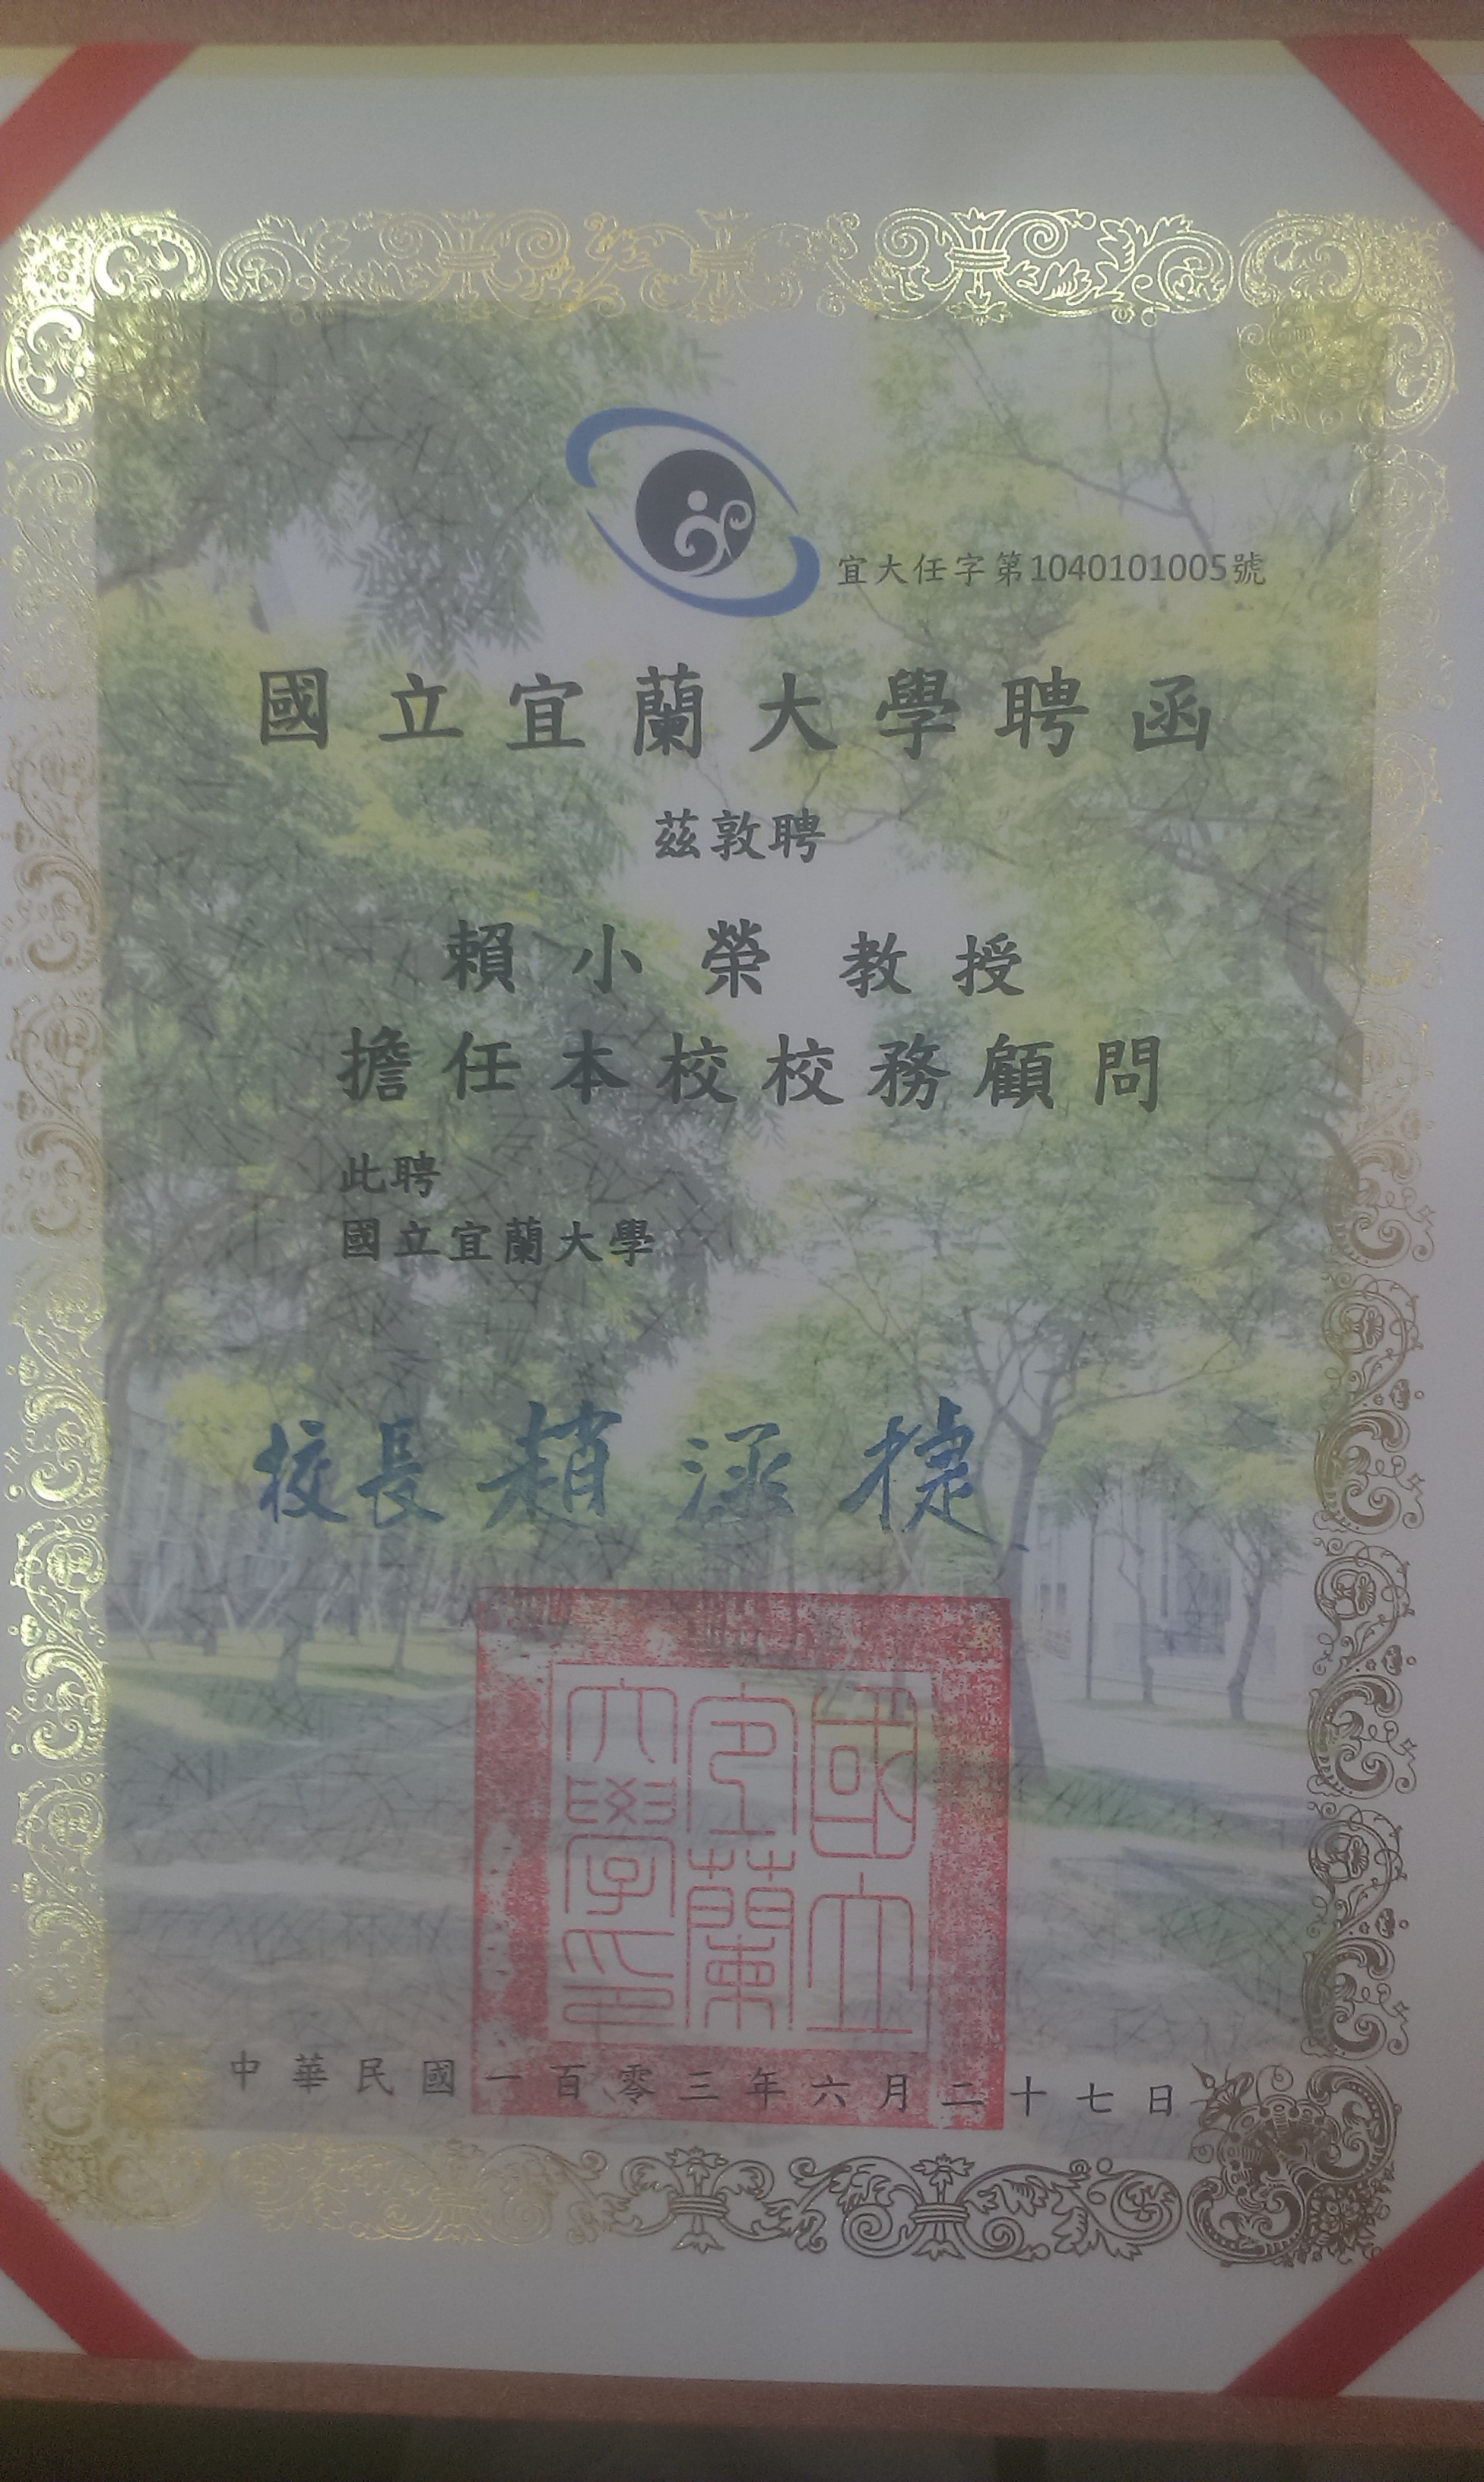 宜大任字第1040101005號
國立宜蘭大學聘函
茲敦聘
賴小榮教授
擔任本校校務顧問
此聘
國立宜蘭大學
校長趙涵捷
國立
宜蘭
大學印
中華民國一百零三年六月二十七日